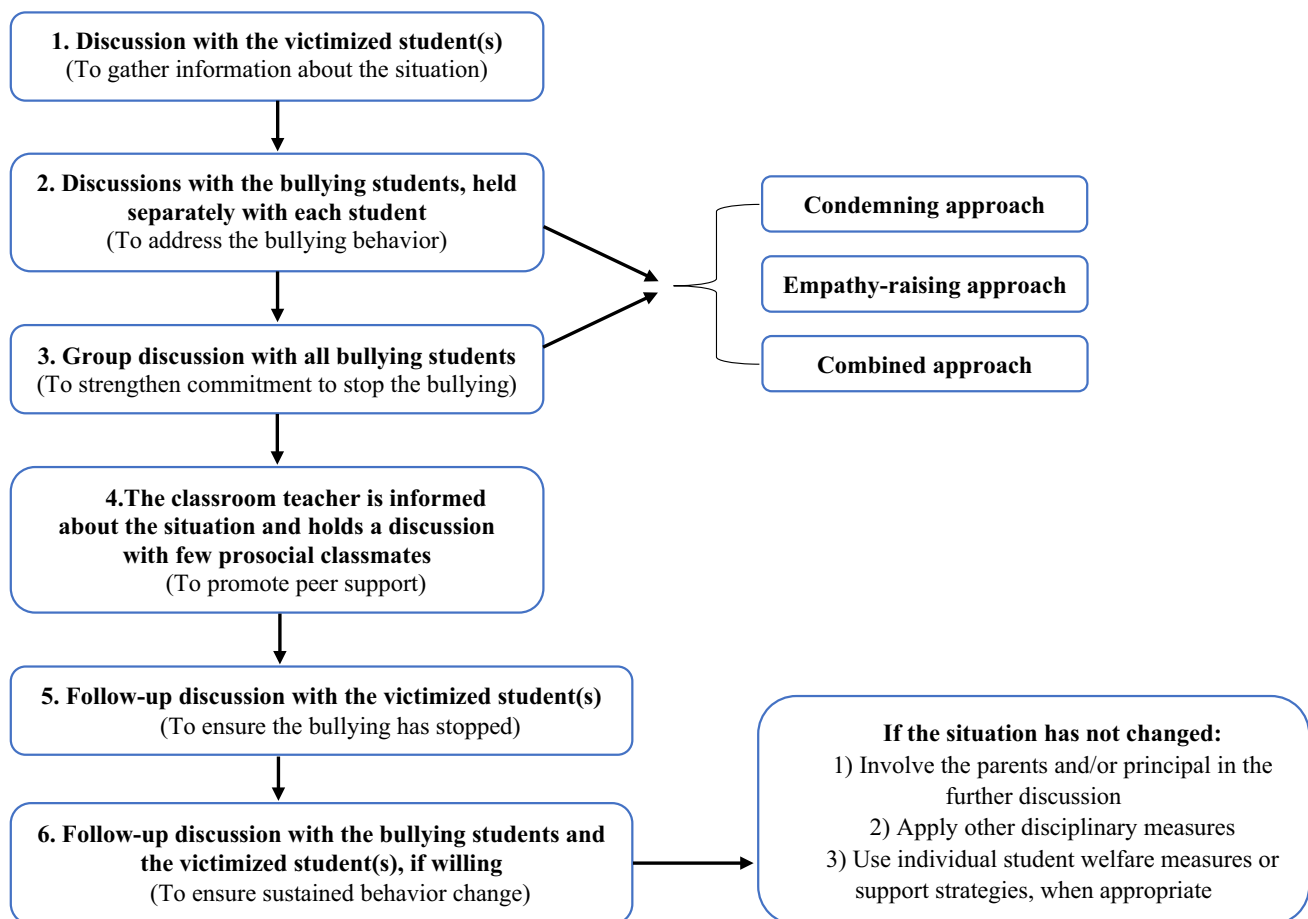 1. Discussion with the victimized student(s)
(To gather information about the situation)
2. Discussions with the bullying students, held
separately with each student
(To address the bullying behavior)
3. Group discussion with all bullying students
(To strengthen commitment to stop the bullying)
Condemning approach
Empathy-raising approach
Combined approach
4.The classroom teacher is informed
about the situation and holds a discussion
with few prosocial classmates
(To promote peer support)
5. Follow-up discussion with the victimized student(s)
(To ensure the bullying has stopped)
6. Follow-up discussion with the bullying students and
the victimized student(s), if willing
(To ensure sustained behavior change)
If the situation has not changed:
1) Involve the parents and/or principal in the
further discussion
2) Apply other disciplinary measures
3) Use individual student welfare measures or
support strategies, when appropriate